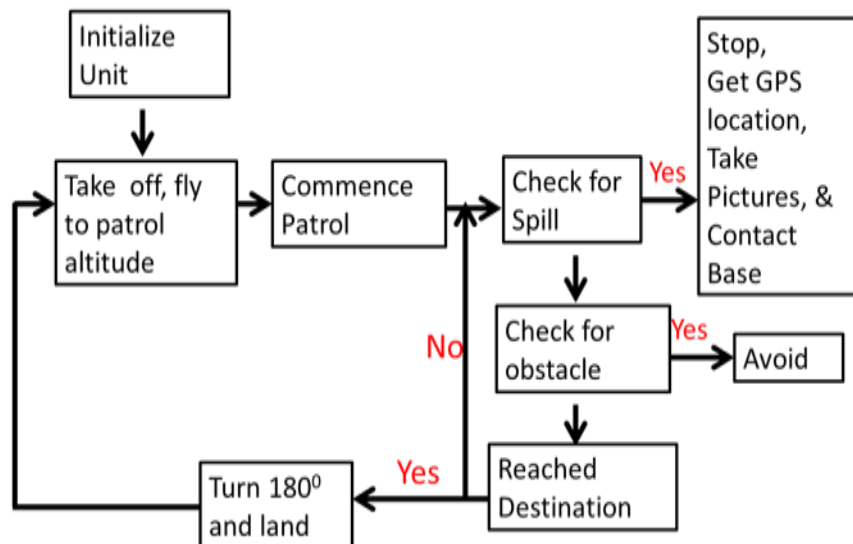 Initialize
Unit
Stop,
Get GPS
location,
Take
Pictures, &
Contact
Base
Take off, fly
to patrol
altitude
Commence
Patrol
Check for
Spill
Yes
No
Check for
obstacle
Yes
Avoid
Reached
Destination
Yes
Turn 180⁰
and land